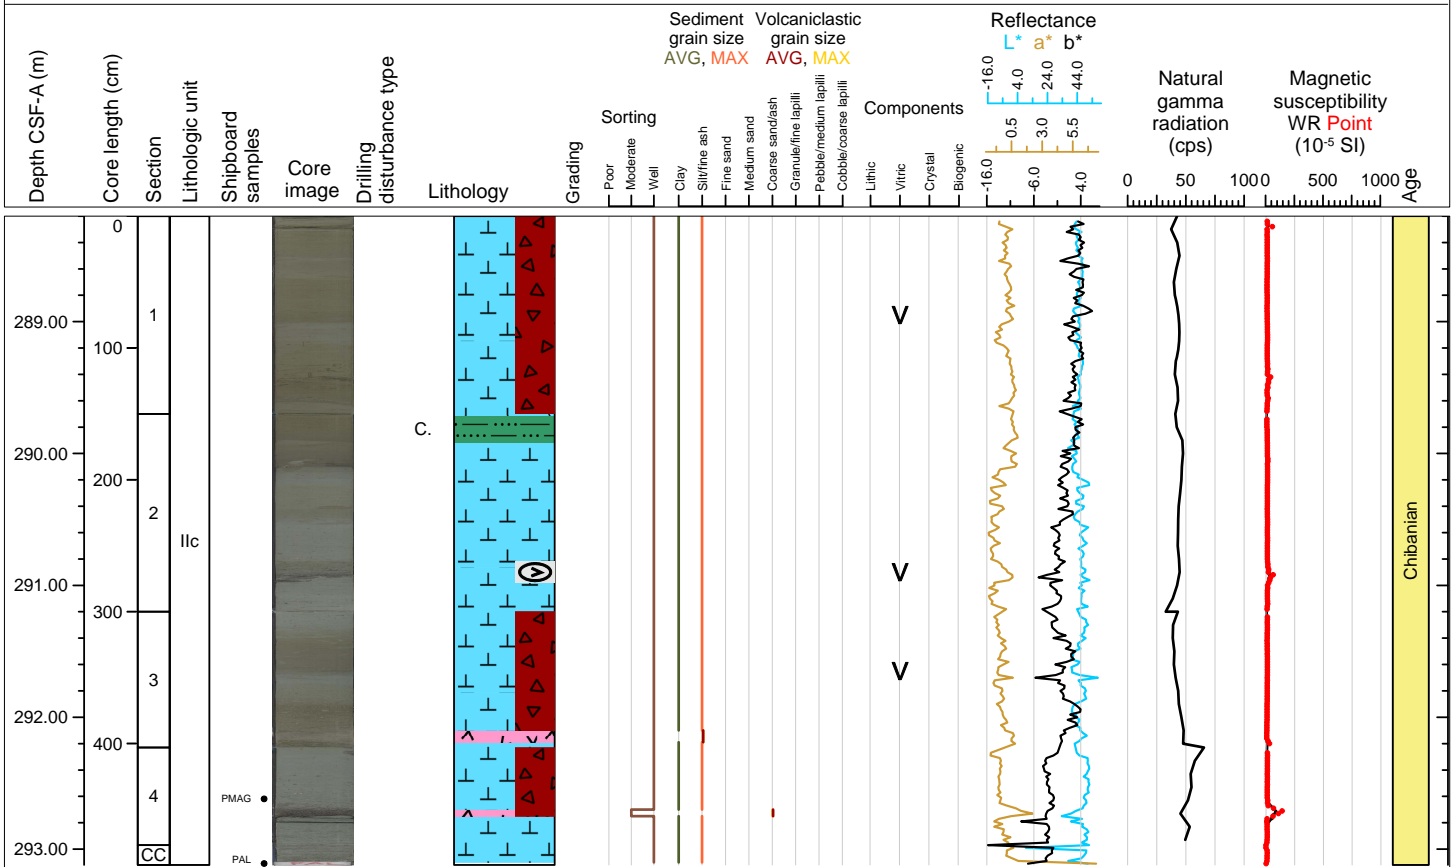 Depth CSF-A (m)
Core length (cm)
Section
Lithologic unit
Shipboard
samples
Core
image
Drilling
disturbance type
Lithology
Grading
Sorting
Poor
Moderate
Well
Sediment
grain size
AVG, MAX
Volcaniclastic
grain size
AVG, MAX
Clay
Silt/fine ash
Fine sand
Medium sand
Coarse sand/ash
Granule/fine lapilli
Pebble/medium lapilli
Cobble/coarse lapilli
Components
Lithic
Vitric
Crystal
Biogenic
Reflectance
L* a* b*
-16.0 4.0 24.0 44.0
0.5 3.0 5.5
-16.0 -6.0 4.0
Natural
gamma
radiation
(cps)
0 50 100
Magnetic
susceptibility
WR Point
(10-5 SI)
0 500 1000
Age
0
289.00
1
V
100
C.
290.00
200
2
IIc
V
291.00
300
Chibanian
3
V
292.00
400
4
PMAG
293.00
CC
PAL